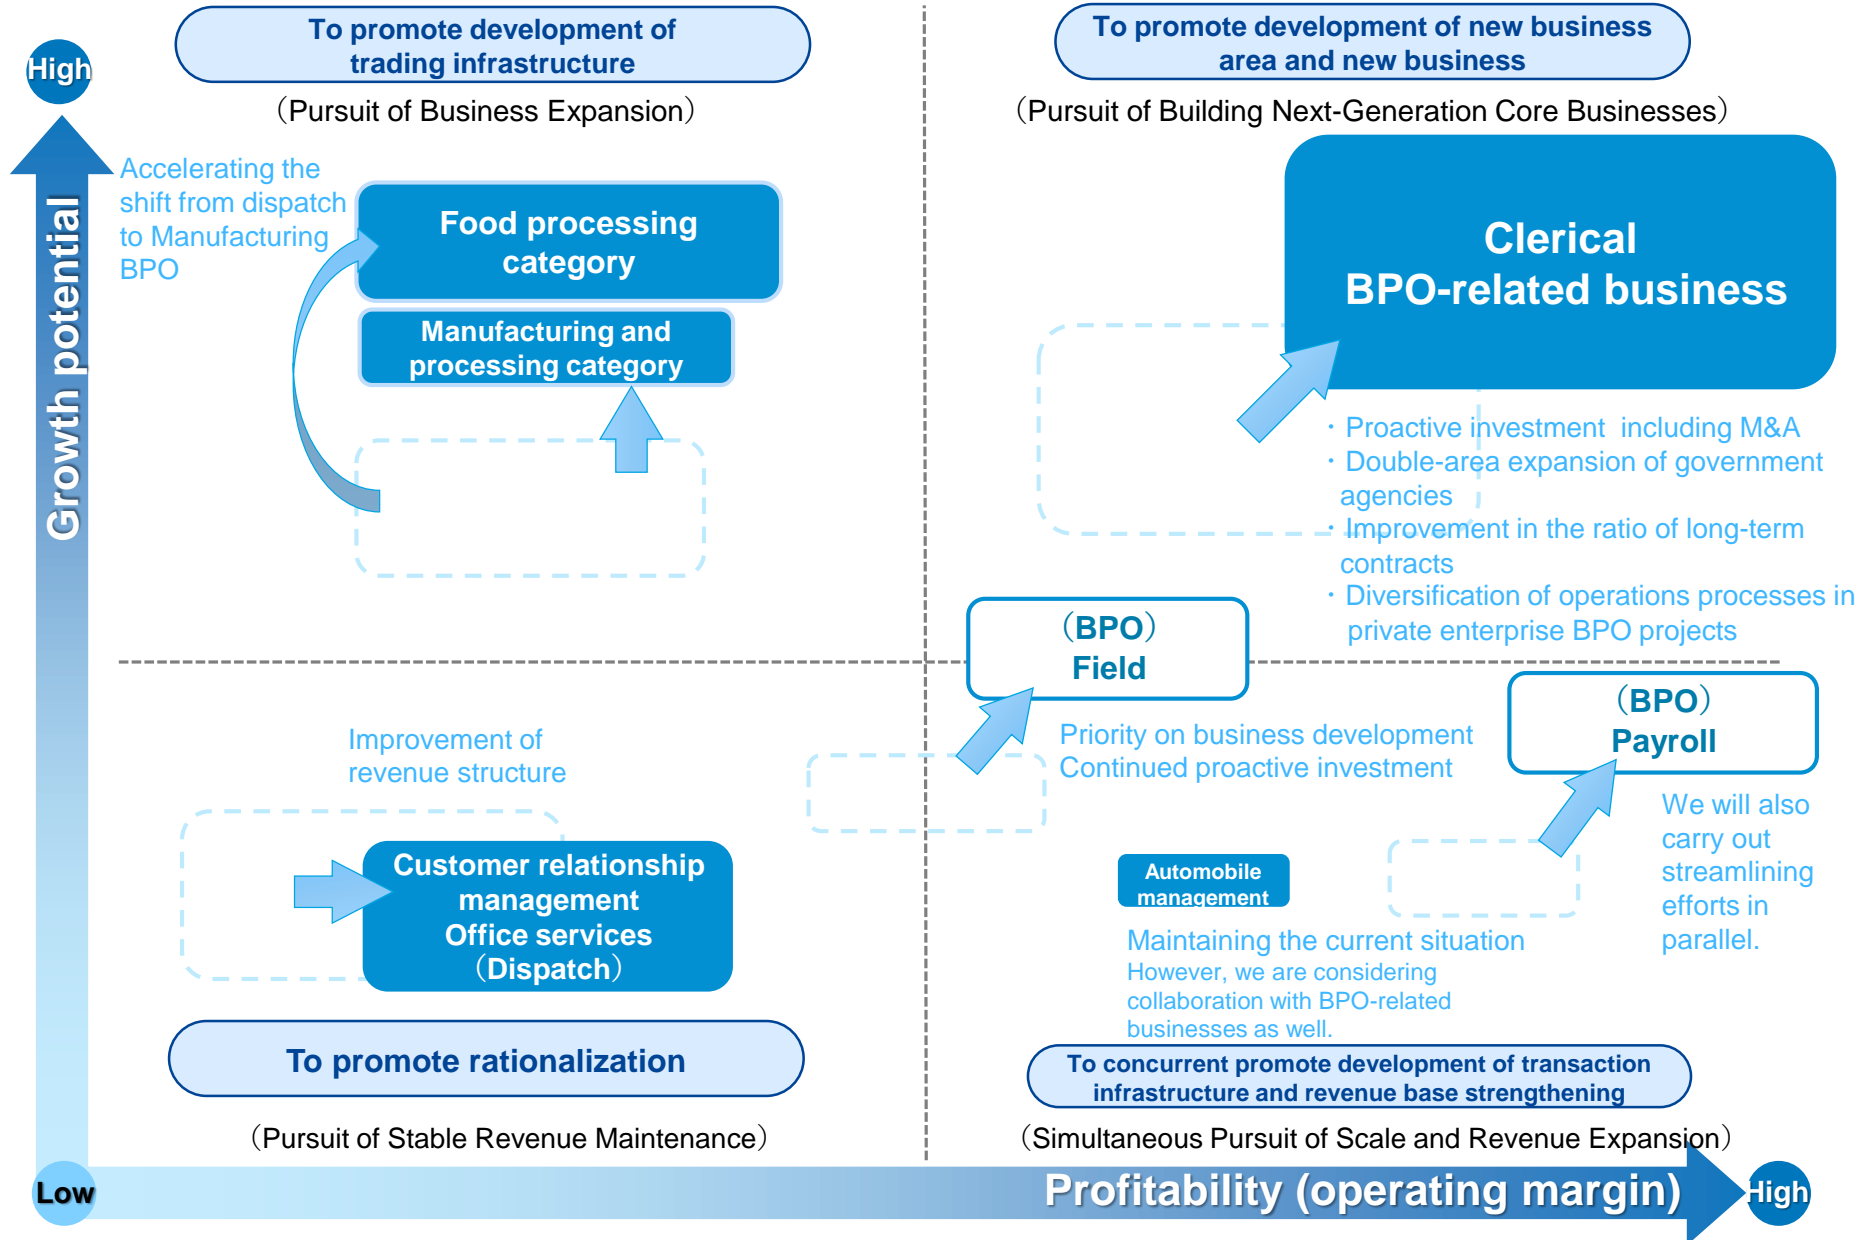 To promote development of
trading infrastructure
（Pursuit of Business Expansion）
To promote development of new business
area and new business
（Pursuit of Building Next-Generation Core Businesses）
High
Growth potential
Accelerating the
shift from dispatch
to Manufacturing
BPO
Food processing
category
Manufacturing and
processing category
Clerical
BPO-related business
・Proactive investment  including M&A
・Double-area expansion of government
agencies
・Improvement in the ratio of long-term
contracts
・Diversification of operations processes in
private enterprise BPO projects
（BPO）
Field
Priority on business development
Continued proactive investment
（BPO）
Payroll
We will also
carry out
streamlining
efforts in
parallel.
Improvement of
revenue structure
Customer relationship
management
Office services
（Dispatch）
Automobile
management
Maintaining the current situation
However, we are considering
collaboration with BPO-related
businesses as well.
To promote rationalization
（Pursuit of Stable Revenue Maintenance）
To concurrent promote development of transaction
infrastructure and revenue base strengthening
（Simultaneous Pursuit of Scale and Revenue Expansion）
Low
Profitability (operating margin)
High